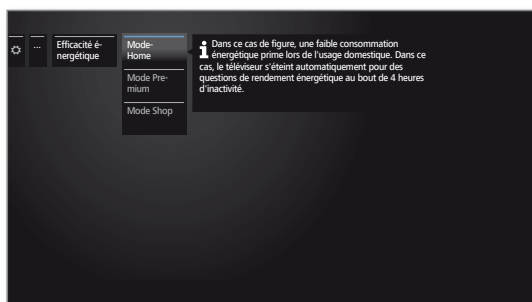 ...
Efficacité é-
nergétique
Mode-
Home
Mode Pre-
mium
Mode Shop
i Dans ce cas de figure, une faible consommation
énergétique prime lors de l'usage domestique. Dans ce
cas, le téléviseur s'éteint automatiquement pour des
questions de rendement énergétique au bout de 4 heures
d'inactivité.